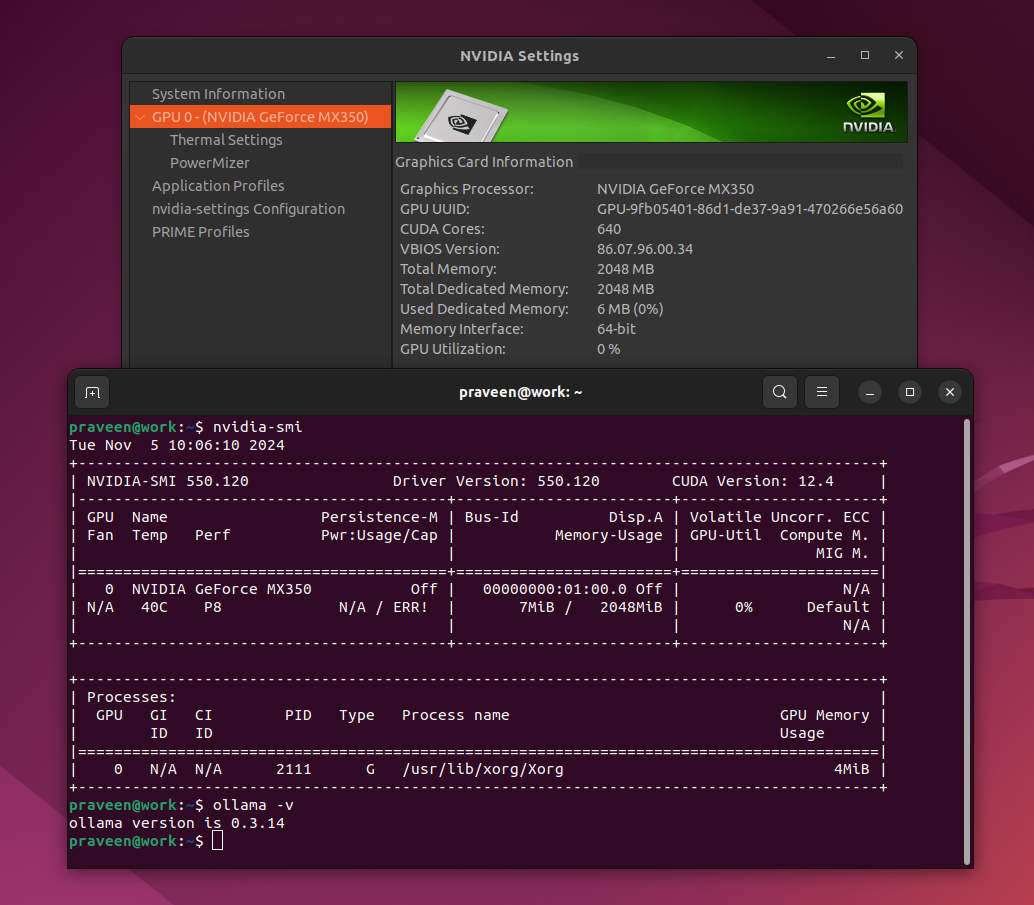 NVIDIA Settings
System Information
GPU 0 - (NVIDIA GeForce MX350)
Thermal Settings
PowerMizer
Application Profiles
nvidia-settings Configuration
PRIME Profiles
NVIDIA.
Graphics Card Information
Graphics Processor: NVIDIA GeForce MX350
GPU UUID: GPU-9fb05401-86d1-de37-9a91-470266e56a60
CUDA Cores: 640
VBIOS Version: 86.07.96.00.34
Total Memory: 2048 MB
Total Dedicated Memory: 2048 MB
Used Dedicated Memory: 6 MB (0%)
Memory Interface: 64-bit
GPU Utilization: 0 %
praveen@work: ~
praveen@work:~$ nvidia-smi
Tue Nov  5 10:06:10 2024
+-----------------------------------------------------------------------------------------+
| NVIDIA-SMI 550.120                Driver Version: 550.120        CUDA Version: 12.4     |
|-----------------------------------------+------------------------+----------------------+
| GPU  Name                 Persistence-M | Bus-Id          Disp.A | Volatile Uncorr. ECC |
| Fan  Temp   Perf          Pwr:Usage/Cap |           Memory-Usage | GPU-Util  Compute M. |
|                                         |                        |               MIG M. |
|=========================================+========================+======================|
|   0  NVIDIA GeForce MX350           Off |   00000000:01:00.0 Off |                  N/A |
| N/A   40C    P8             N/A / ERR!  |       7MiB /   2048MiB |      0%      Default |
|                                         |                        |                  N/A |
+-----------------------------------------+------------------------+----------------------+
+-----------------------------------------------------------------------------------------+
| Processes:                                                                              |
|  GPU   GI   CI        PID   Type   Process name                              GPU Memory |
|        ID   ID                                                               Usage      |
|=========================================================================================|
|    0   N/A  N/A      2111      G   /usr/lib/xorg/Xorg                              4MiB |
+-----------------------------------------------------------------------------------------+
praveen@work:~$ ollama -v
ollama version is 0.3.14
praveen@work:~$